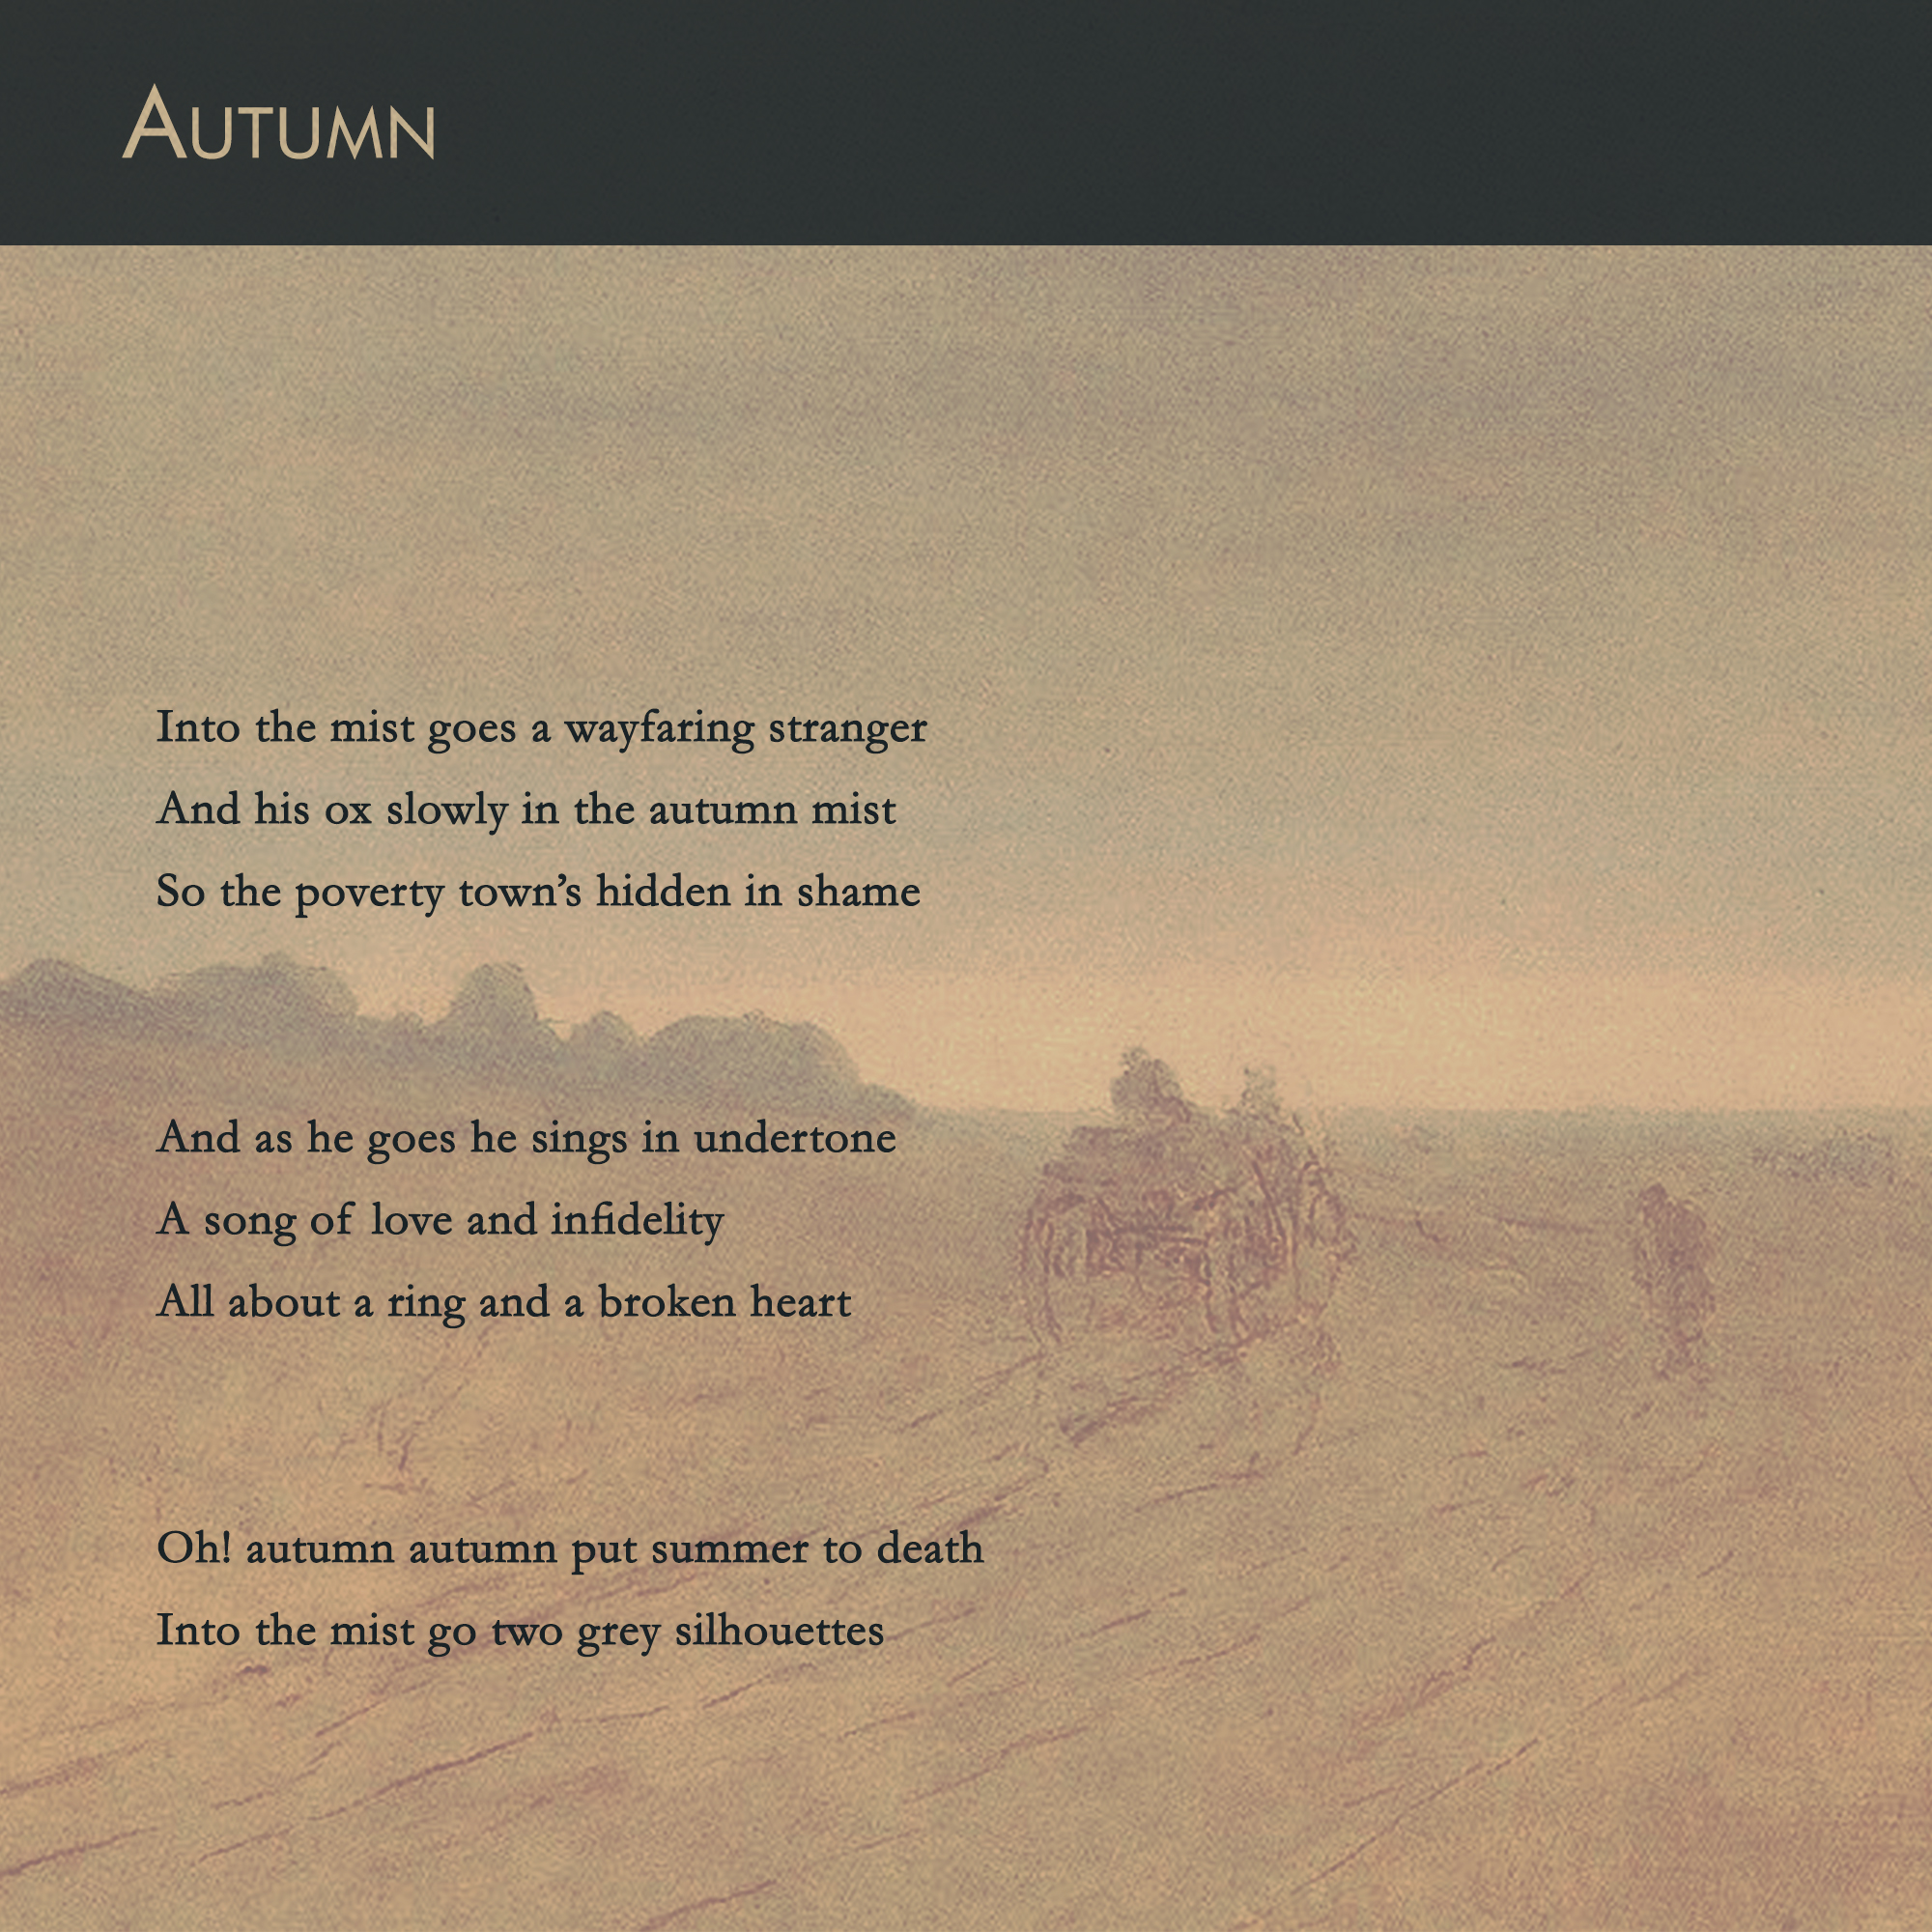 Autumn
Into the mist goes a wayfaring stranger
And his ox slowly in the autumn mist
So the poverty town’s hidden in shame
And as he goes he sings in undertone
A song of love and infidelity
All about a ring and a broken heart
Oh! autumn autumn put summer to death
Into the mist go two grey silhouettes